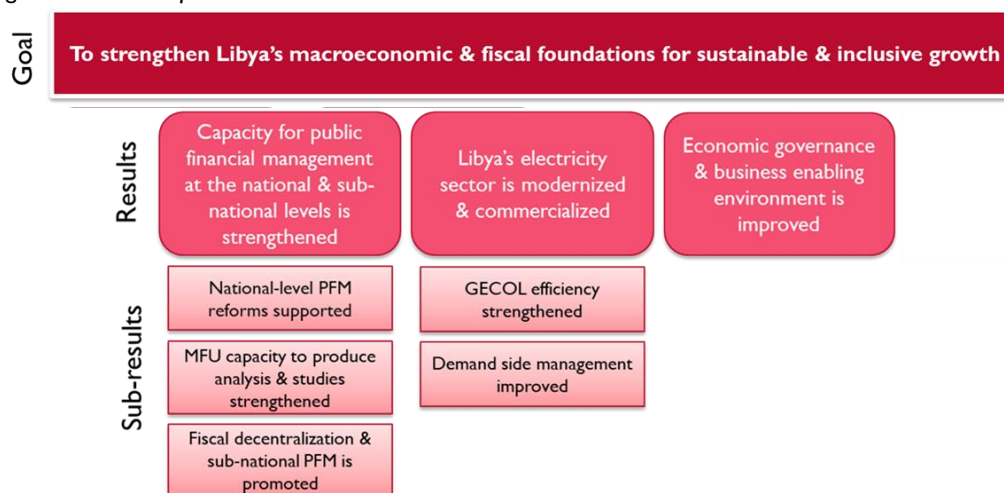 Goal
To strengthen Libya's macroeconomic & fiscal foundations for sustainable & inclusive growth
Results
Capacity for public
financial management
at the national & sub-
national levels is
strengthened
Libya's electricity
sector is modernized
& commercialized
Economic governance
& business enabling
environment is
improved
Sub-results
National-level PFM
reforms supported
MFU capacity to produce
analysis & studies
strengthened
Fiscal decentralization &
sub-national PFM is
promoted
GECOL efficiency
strengthened
Demand side management
improved